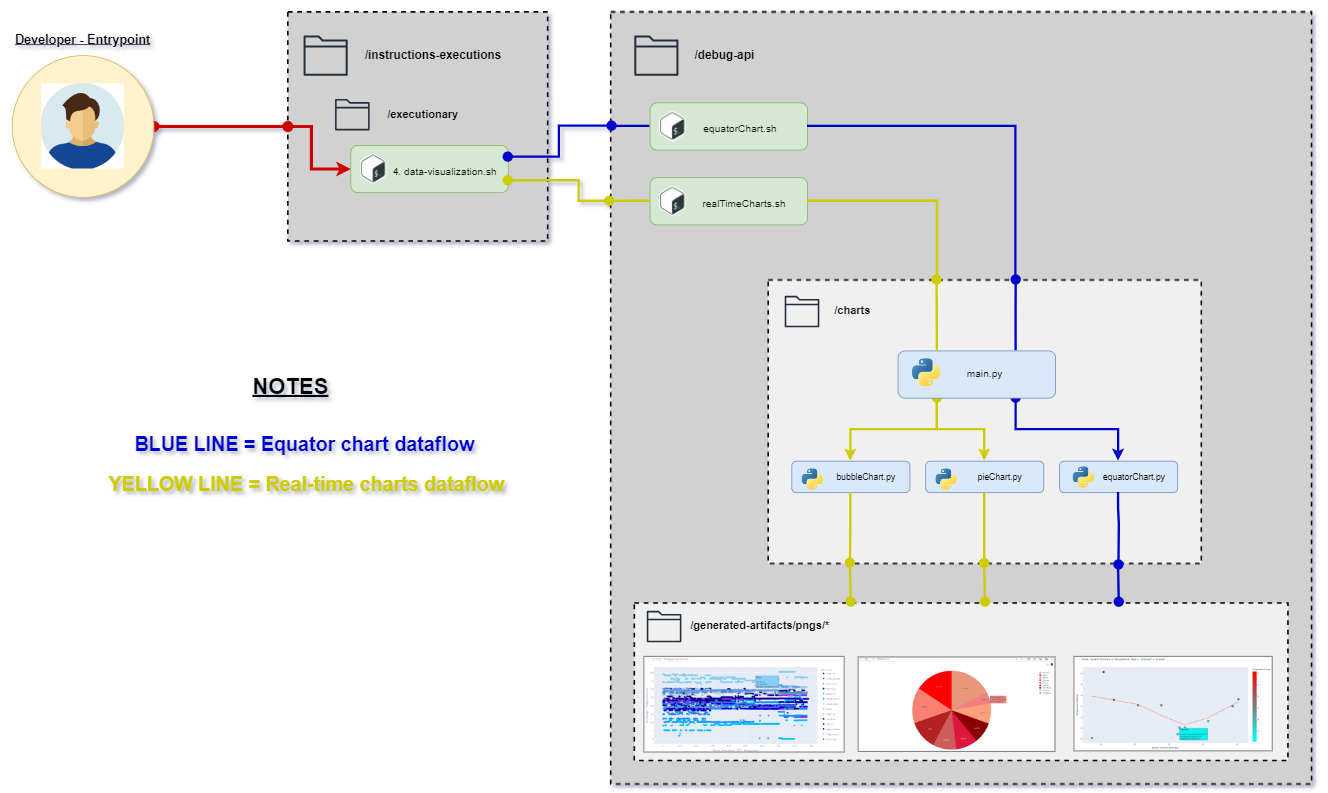 Developer - Entrypoint
/instructions-executions
/executionary
4. data-visualization.sh
/debug-api
equatorChart.sh
realTimeCharts.sh
/charts
main.py
bubbleChart.py
pieChart.py
equatorChart.py
NOTES
BLUE LINE = Equator chart dataflow
YELLOW LINE = Real-time charts dataflow
/generated-artifacts/pngs/*